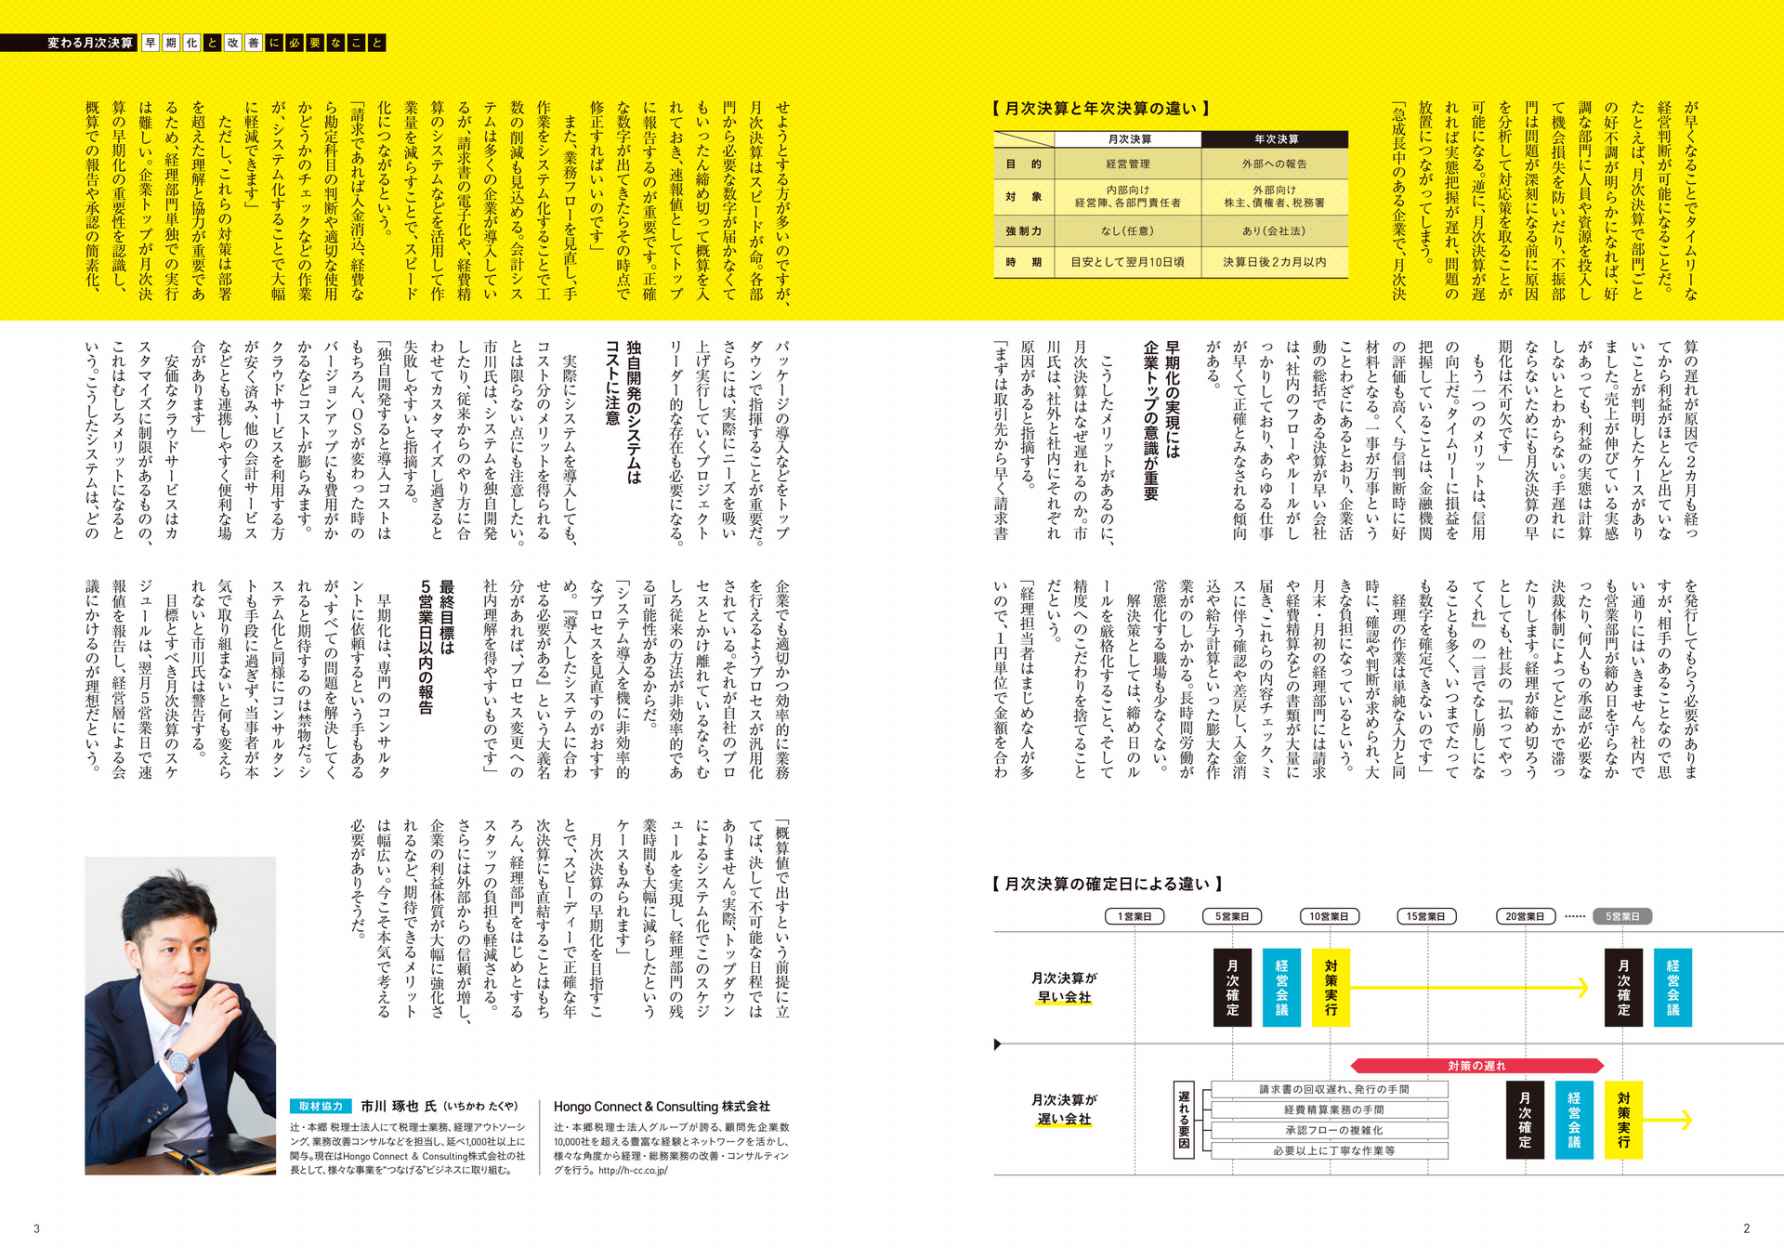 変わる月次決算 早期化と改善に必要なこと
が早くなることでタイムリーな
経営判断が可能になることだ。
たとえば、月次決算で部門ごと
の好不調が明らかになれば、好
調な部門に人員や資源を投入し
て機会損失を防いだり、不振部
門は問題が深刻になる前に原因
を分析して対応策を取ることが
可能になる。逆に、月次決算が遅
れれば実態把握が遅れ、問題の
放置につながってしまう。
「急成長中のある企業で、月次決
【 月次決算と年次決算の違い 】
月次決算 年次決算
目 的 経営管理 外部への報告
対 象 内部向け 経営陣、各部門責任者 外部向け 株主、債権者、税務署
強制力 なし(任意) あり(会社法)
時 期 目安として翌月10日頃 決算日後2カ月以内
算の遅れが原因で2カ月も経っ
てから利益がほとんど出ていな
いことが判明したケースがあり
ました。売上が伸びている実感
があっても、利益の実態は計算
しないとわからない。手遅れに
ならないためにも月次決算の早
期化は不可欠です」
もう一つのメリットは、信用
の向上だ。タイムリーに損益を
把握していることは、金融機関
の評価も高く、与信判断時に好
材料となる。一事が万事という
ことわざにあるとおり、企業活
動の総括である決算が早い会社
は、社内のフローやルールがし
っかりしており、あらゆる仕事
が早くて正確とみなされる傾向
がある。
早期化の実現には
企業トップの意識が重要
こうしたメリットがあるのに、
月次決算はなぜ遅れるのか。市
川氏は、社外と社内にそれぞれ
原因があると指摘する。
「まずは取引先から早く請求書
を発行してもらう必要がありま
すが、相手のあることなので思
い通りにはいきません。社内で
も営業部門が締め日を守らなか
ったり、何人もの承認が必要な
決裁体制によってどこかで滞っ
たりします。経理が締め切ろう
としても、社長の『払ってやっ
てくれ』の一言でなし崩しにな
ることも多く、いつまでたって
も数字を確定できないのです」
経理の作業は単純な入力と同
時に、確認や判断が求められ、大
きな負担になっているという。
月末・月初の経理部門には請求
や経費精算などの書類が大量に
届き、これらの内容チェック、ミ
スに伴う確認や差戻し、入金消
込や給与計算といった膨大な作
業がのしかかる。長時間労働が
常態化する職場も少なくない。
解決策としては、締め日のル
ールを厳格化すること、そして
精度へのこだわりを捨てること
だという。
「経理担当者はまじめな人が多
いので、1円単位で金額を合わ
【 月次決算の確定日による違い 】
1営業日 5営業日 10営業日 15営業日 20営業日 …… 5営業日
月次決算が
早い会社
月次確定 経営会議 対策実行 月次確定 経営会議
対策の遅れ
月次決算が
遅い会社
遅れる要因
請求書の回収遅れ、発行の手間
経費精算業務の手間
承認フローの複雑化
必要以上に丁寧な作業等
月次確定 経営会議 対策実行
2
せようとする方が多いのですが、
月次決算はスピードが命。各部
門から必要な数字が届かなくて
もいったん締め切って概算を入
れておき、速報値としてトップ
に報告するのが重要です。正確
な数字が出てきたらその時点で
修正すればいいのです」
また、業務フローを見直し、手
作業をシステム化することで工
数の削減も見込める。会計シス
テムは多くの企業が導入してい
るが、請求書の電子化や、経費精
算のシステムなどを活用して作
業量を減らすことで、スピード
化につながるという。
「請求であれば入金消込、経費な
ら勘定科目の判断や適切な使用
かどうかのチェックなどの作業
が、システム化することで大幅
に軽減できます」
ただし、これらの対策は部署
を超えた理解と協力が重要であ
るため、経理部門単独での実行
は難しい。企業トップが月次決
算の早期化の重要性を認識し、
概算での報告や承認の簡素化、
パッケージの導入などをトップ
ダウンで指揮することが重要だ。
さらには、実際にニーズを吸い
上げ実行していくプロジェクト
リーダー的な存在も必要になる。
独自開発のシステムは
コストに注意
実際にシステムを導入しても、
コスト分のメリットを得られる
とは限らない点にも注意したい。
市川氏は、システムを独自開発
したり、従来からのやり方に合
わせてカスタマイズし過ぎると
失敗しやすいと指摘する。
「独自開発すると導入コストは
もちろん、OSが変わった時の
バージョンアップにも費用がか
かるなどコストが膨らみます。
クラウドサービスを利用する方
が安く済み、他の会計サービス
などとも連携しやすく便利な場
合があります」
安価なクラウドサービスはカ
スタマイズに制限があるものの、
これはむしろメリットになると
いう。こうしたシステムは、どの
企業でも適切かつ効率的に業務
を行えるようプロセスが汎用化
されている。それが自社のプロ
セスとかけ離れているなら、む
しろ従来の方法が非効率的であ
る可能性があるからだ。
「システム導入を機に非効率的
なプロセスを見直すのがおすす
め。『導入したシステムに合わ
せる必要がある』という大義名
分があれば、プロセス変更への
社内理解を得やすいものです」
最終目標は
5営業日以内の報告
早期化は、専門のコンサルタ
ントに依頼するという手もある
が、すべての問題を解決してく
れると期待するのは禁物だ。シ
ステム化と同様にコンサルタン
トも手段に過ぎず、当事者が本
気で取り組まないと何も変えら
れないと市川氏は警告する。
目標とすべき月次決算のスケ
ジュールは、翌月5営業日で速
報値を報告し、経営層による会
議にかけるのが理想だという。
「概算値で出すという前提に立
てば、決して不可能な日程では
ありません。実際、トップダウン
によるシステム化でこのスケジ
ュールを実現し、経理部門の残
業時間も大幅に減らしたという
ケースもみられます」
月次決算の早期化を目指すこ
とで、スピーディーで正確な年
次決算にも直結することはもち
ろん、経理部門をはじめとする
スタッフの負担も軽減される。
さらには外部からの信頼が増し、
企業の利益体質が大幅に強化さ
れるなど、期待できるメリット
は幅広い。今こそ本気で考える
必要がありそうだ。
取材協力 市川 琢也 氏 (いちかわ たくや)
辻・本郷 税理士法人にて税理士業務、経理アウトソーシ
ング、業務改善コンサルなどを担当し、延べ1,000社以上に
関与。現在はHongo Connect & Consulting株式会社の社
長として、様々な事業を“つなげる”ビジネスに取り組む。
Hongo Connect & Consulting 株式会社
辻・本郷税理士法人グループが誇る、顧問先企業数
10,000社を超える豊富な経験とネットワークを活かし、
様々な角度から経理・総務業務の改善・コンサルティン
グを行う。 http://h-cc.co.jp/
3